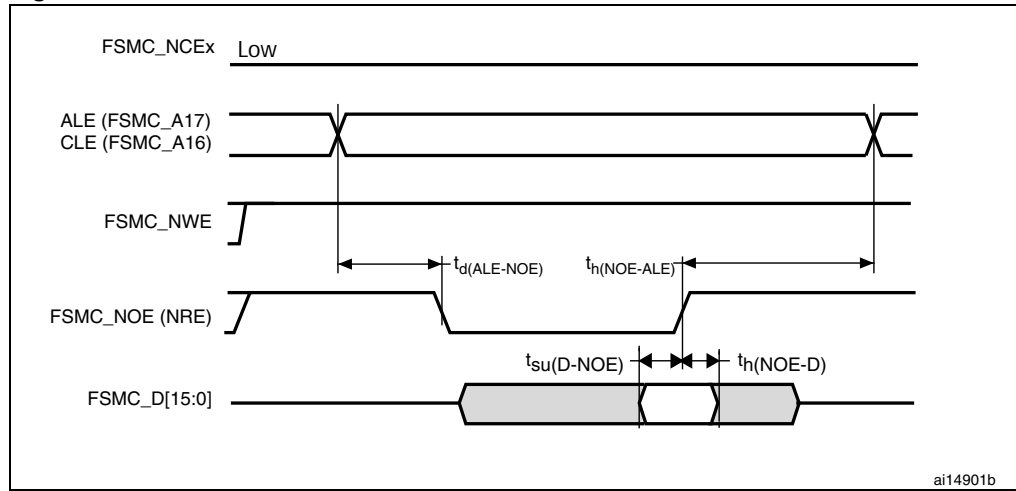 FSMC_NCEx Low
ALE (FSMC_A17)
CLE (FSMC_A16)
FSMC_NWE
td(ALE-NOE) th(NOE-ALE)
FSMC_NOE (NRE)
tsu(D-NOE) th(NOE-D)
FSMC_D[15:0]
ai14901b